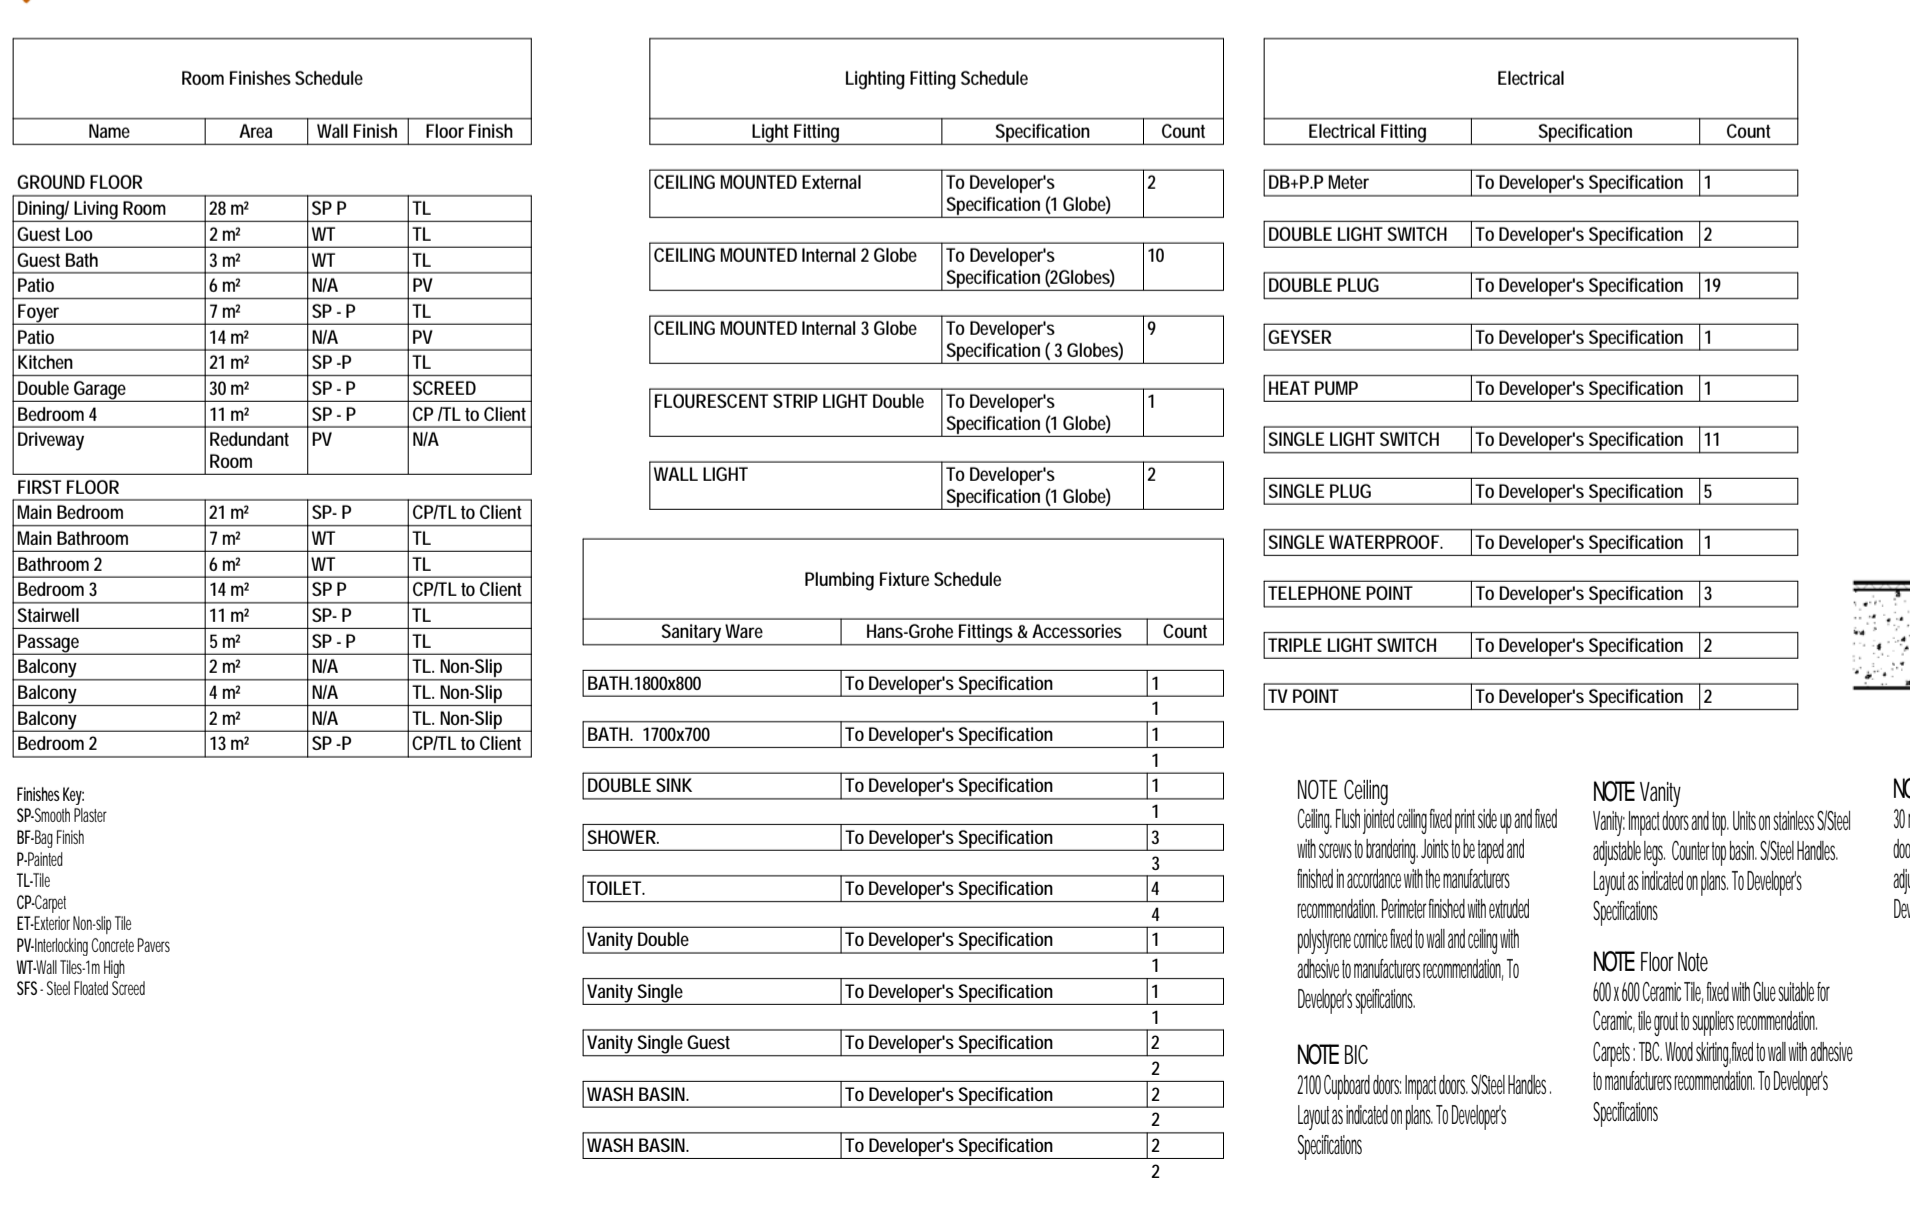 Room Finishes Schedule
Name Area Wall Finish Floor Finish
GROUND FLOOR
Dining/ Living Room 28 m² SP P TL
Guest Loo 2 m² WT TL
Guest Bath 3 m² WT TL
Patio 6 m² N/A PV
Foyer 7 m² SP - P TL
Patio 14 m² N/A PV
Kitchen 21 m² SP -P TL
Double Garage 30 m² SP - P SCREED
Bedroom 4 11 m² SP - P CP /TL to Client
Driveway Redundant PV N/A
Room
FIRST FLOOR
Main Bedroom 21 m² SP- P CP/TL to Client
Main Bathroom 7 m² WT TL
Bathroom 2 6 m² WT TL
Bedroom 3 14 m² SP P CP/TL to Client
Stairwell 11 m² SP- P TL
Passage 5 m² SP - P TL
Balcony 2 m² N/A TL. Non-Slip
Balcony 4 m² N/A TL. Non-Slip
Balcony 2 m² N/A TL. Non-Slip
Bedroom 2 13 m² SP -P CP/TL to Client
Finishes Key:
SP-Smooth Plaster
BF-Bag Finish
P-Painted
TL-Tile
CP-Carpet
ET-Exterior Non-slip Tile
PV-Interlocking Concrete Pavers
WT-Wall Tiles-1m High
SFS - Steel Floated Screed
Lighting Fitting Schedule
Light Fitting Specification Count
CEILING MOUNTED External To Developer's 2
Specification (1 Globe)
CEILING MOUNTED Internal 2 Globe To Developer's 10
Specification (2Globes)
CEILING MOUNTED Internal 3 Globe To Developer's 9
Specification ( 3 Globes)
FLOURESCENT STRIP LIGHT Double To Developer's 1
Specification (1 Globe)
WALL LIGHT To Developer's 2
Specification (1 Globe)
Plumbing Fixture Schedule
Sanitary Ware Hans-Grohe Fittings & Accessories Count
BATH.1800x800 To Developer's Specification 1
1
BATH. 1700x700 To Developer's Specification 1
1
DOUBLE SINK To Developer's Specification 1
1
SHOWER. To Developer's Specification 3
3
TOILET. To Developer's Specification 4
4
Vanity Double To Developer's Specification 1
1
Vanity Single To Developer's Specification 1
1
Vanity Single Guest To Developer's Specification 2
2
WASH BASIN. To Developer's Specification 2
2
WASH BASIN. To Developer's Specification 2
2
Electrical
Electrical Fitting Specification Count
DB+P.P Meter To Developer's Specification 1
DOUBLE LIGHT SWITCH To Developer's Specification 2
DOUBLE PLUG To Developer's Specification 19
GEYSER To Developer's Specification 1
HEAT PUMP To Developer's Specification 1
SINGLE LIGHT SWITCH To Developer's Specification 11
SINGLE PLUG To Developer's Specification 5
SINGLE WATERPROOF. To Developer's Specification 1
TELEPHONE POINT To Developer's Specification 3
TRIPLE LIGHT SWITCH To Developer's Specification 2
TV POINT To Developer's Specification 2
NOTE Ceiling
Ceiling. Flush jointed ceiling fixed print side up and fixed
with screws to brandering. Joints to be taped and
finished in accordance with the manufacturers
recommendation. Perimeter finished with extruded
polystyrene cornice fixed to wall and ceiling with
adhesive to manufacturers recommendation, To
Developer's speifications.
NOTE BIC
2100 Cupboard doors: Impact doors. S/Steel Handles .
Layout as indicated on plans. To Developer's
Specifications
NOTE Vanity
Vanity: Impact doors and top. Units on stainless S/Steel
adjustable legs. Counter top basin. S/Steel Handles.
Layout as indicated on plans. To Developer's
Specifications
NOTE Floor Note
600 x 600 Ceramic Tile, fixed with Glue suitable for
Ceramic, tile grout to suppliers recommendation.
Carpets : TBC. Wood skirting,fixed to wall with adhesive
to manufacturers recommendation. To Developer's
Specifications
30